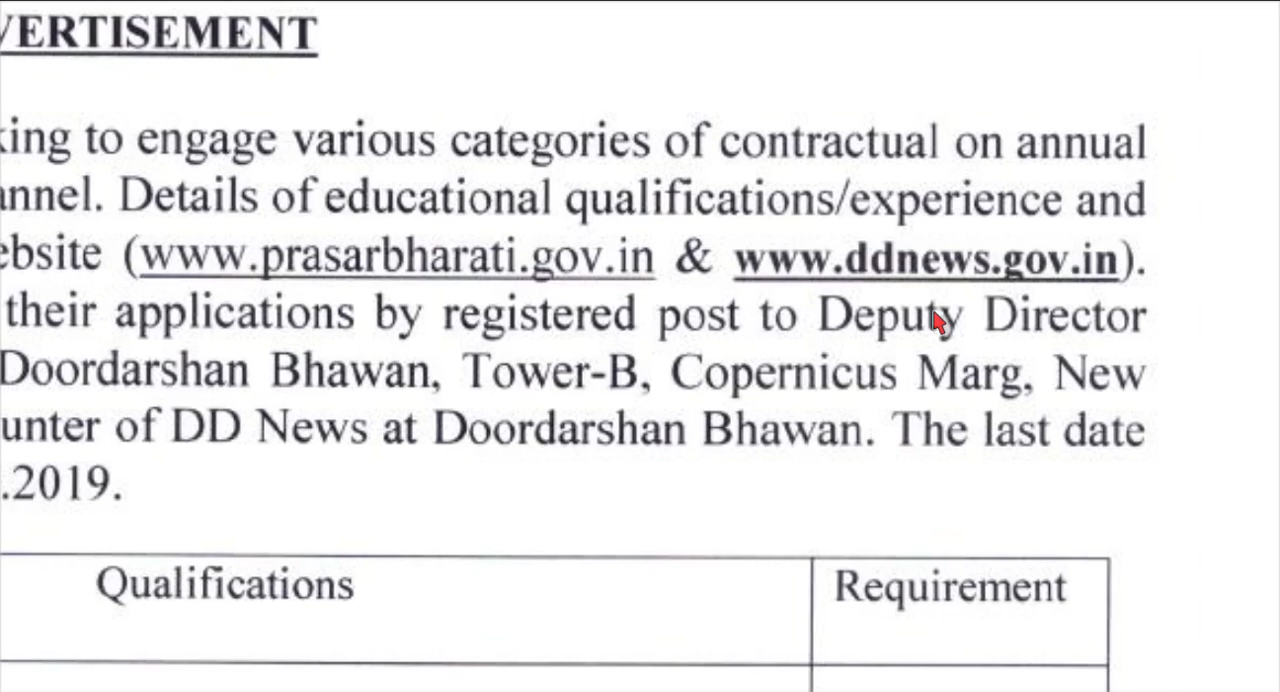 VERTISEMENT
king to engage various categories of contractual on annual
annel. Details of educational qualifications/experience and
ebsite (www.prasarbharati.gov.in & www.ddnews.gov.in).
their applications by registered post to Deputy Director
Doordarshan Bhawan, Tower-B, Copernicus Marg, New
unter of DD News at Doordarshan Bhawan. The last date
.2019.
Qualifications
Requirement